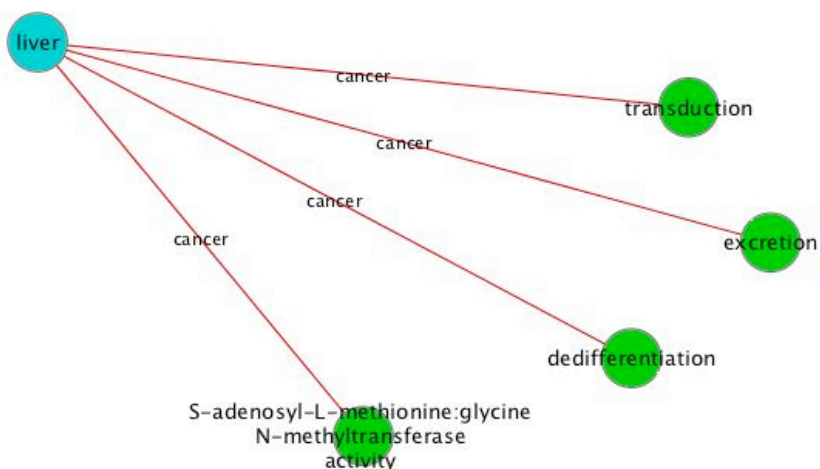 liver
cancer
transduction
cancer
cancer
cancer
excretion
dedifferentiation
S-adenosyl-L-methionine:glycine
N-methyltransferase
activity